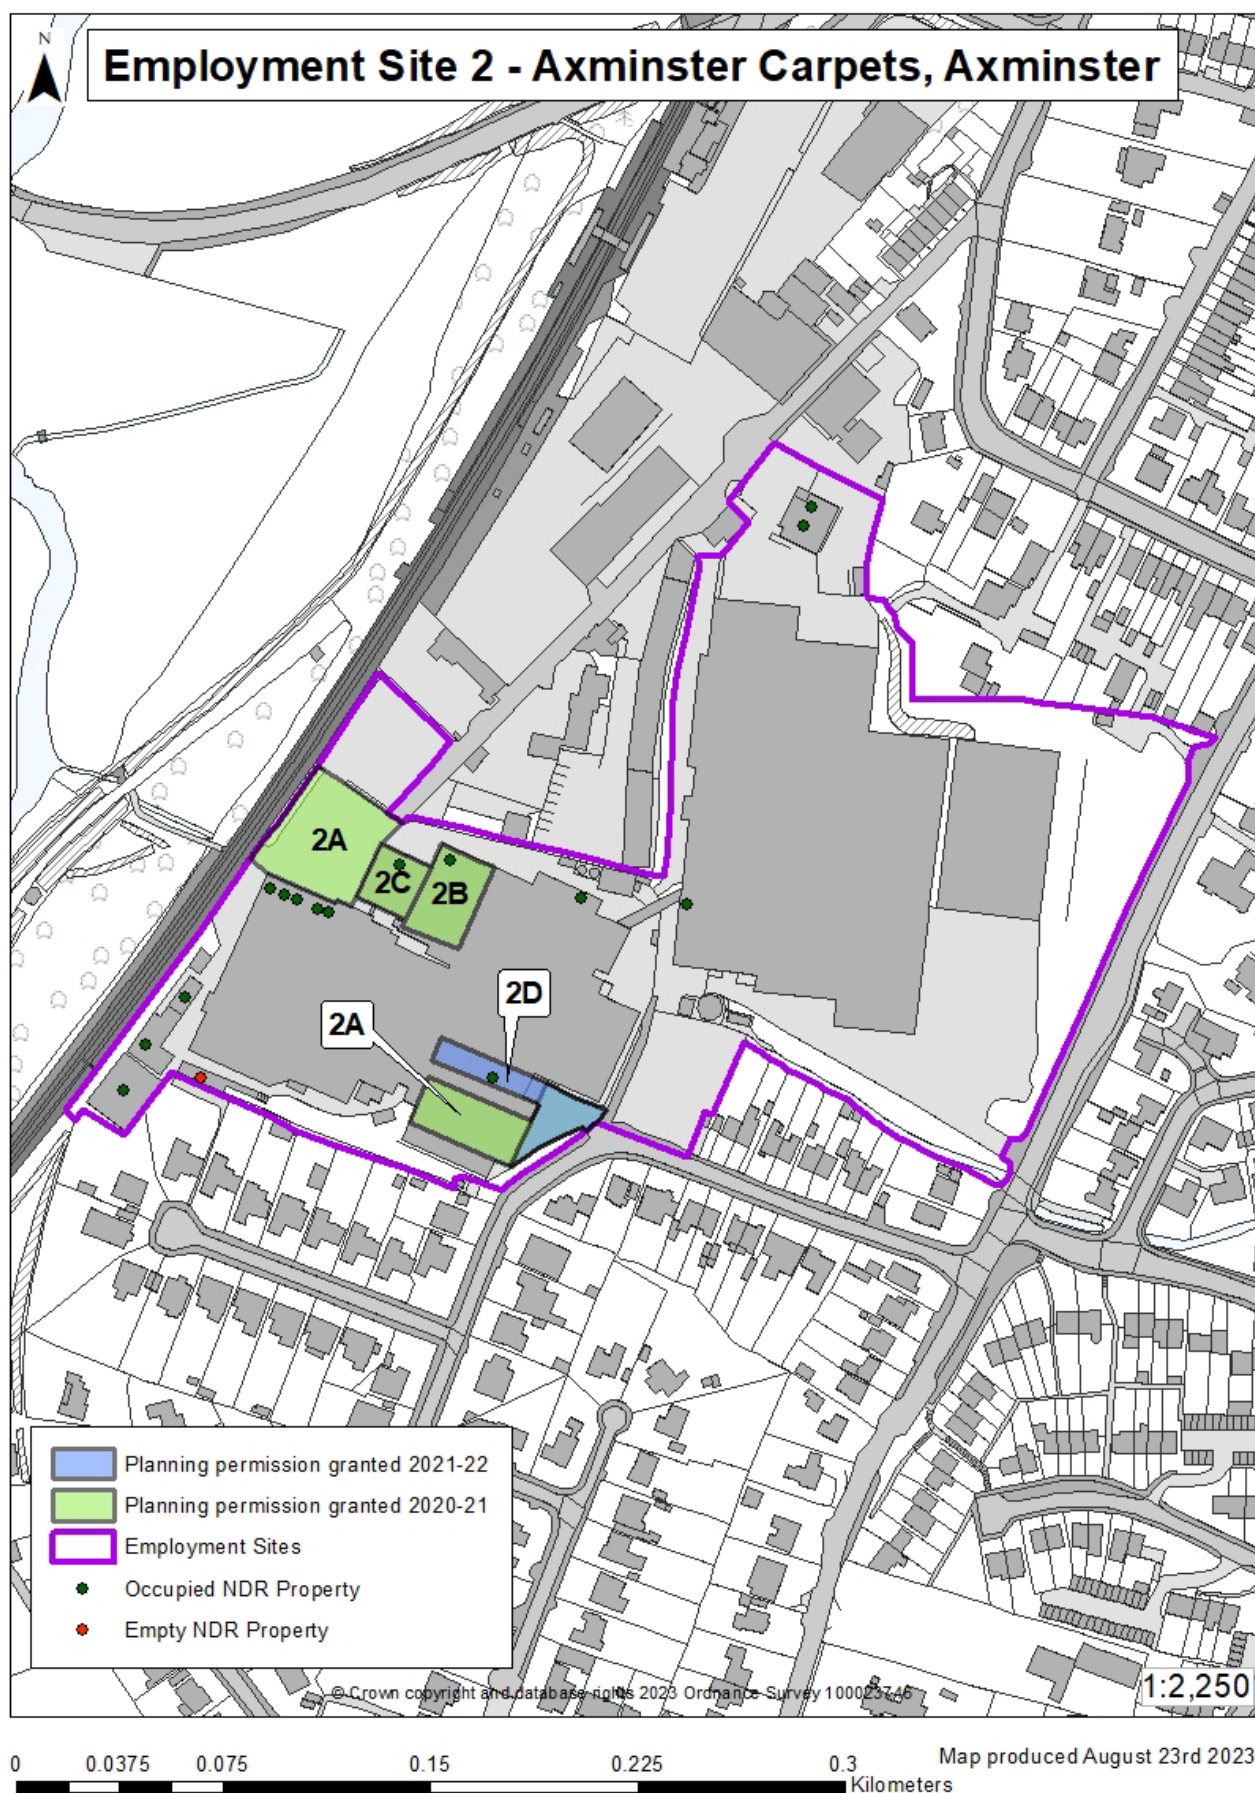 N
Employment Site 2 - Axminster Carpets, Axminster
2A
2C
2B
2D
2A
Planning permission granted 2021-22
Planning permission granted 2020-21
Employment Sites
Occupied NDR Property
Empty NDR Property
© Crown copyright and database rights 2023 Ordnance Survey 100023746
1:2,250
0 0.0375 0.075 0.15 0.225 0.3
Kilometers
Map produced August 23rd 2023